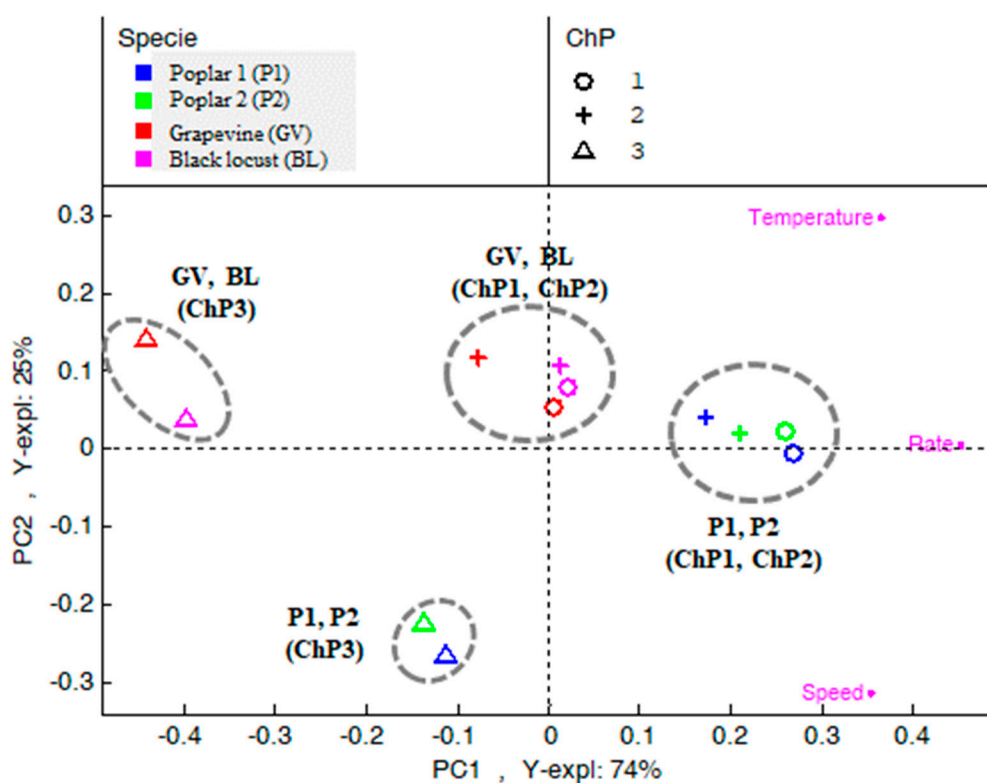 Specie
Poplar 1 (P1)
Poplar 2 (P2)
Grapevine (GV)
Black locust (BL)
ChP
1
2
3
0.3
0.2
0.1
0
-0.1
-0.2
-0.3
PC2 , Y-expl: 25%
Temperature
GV, BL
(ChP3)
GV, BL
(ChP1, ChP2)
Rate
P1, P2
(ChP1, ChP2)
P1, P2
(ChP3)
Speed
-0.4 -0.3 -0.2 -0.1 0 0.1 0.2 0.3 0.4
PC1 , Y-expl: 74%